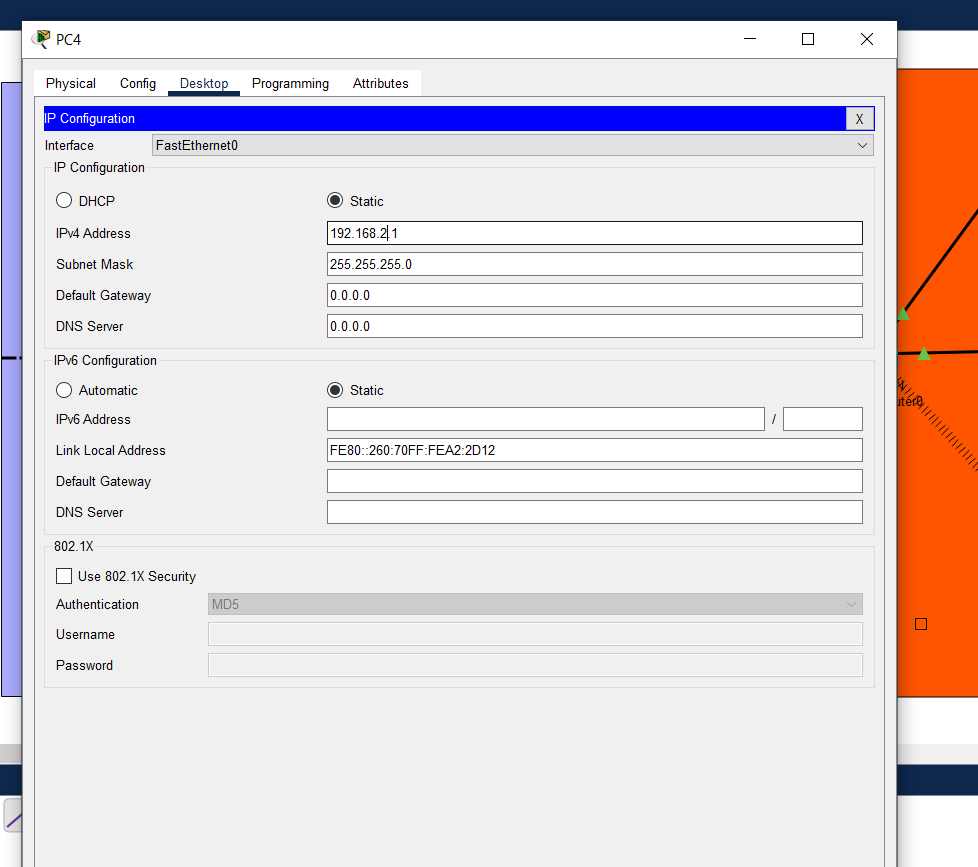 PC4
Physical Config Desktop Programming Attributes
IP Configuration X
Interface FastEthernet0
IP Configuration
DHCP Static
IPv4 Address 192.168.2.1
Subnet Mask 255.255.255.0
Default Gateway 0.0.0.0
DNS Server 0.0.0.0
IPv6 Configuration
Automatic Static
IPv6 Address /
Link Local Address FE80::260:70FF:FEA2:2D12
Default Gateway
DNS Server
802.1X
Use 802.1X Security
Authentication MD5
Username
Password
uter0